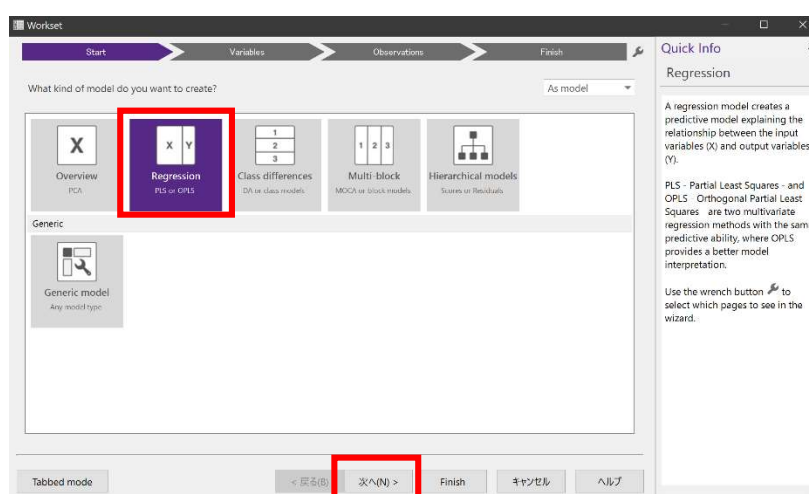 Workset
Start
Variables
Observations
Finish
What kind of model do you want to create?
As model
X
Overview
PCA
X Y
Regression
PLS or OPLS
1
2
3
Class differences
DA or class models
1 2 3
Multi-block
MOCA or block models
Hierarchical models
Scores or Residuals
Generic
Generic model
Any model type
Tabbed mode
< 戻る(B)
次へ(N) >
Finish
キャンセル
ヘルプ
Quick Info
Regression
A regression model creates a
predictive model explaining the
relationship between the input
variables (X) and output variables
(Y).
PLS - Partial Least Squares - and
OPLS Orthogonal Partial Least
Squares are two multivariate
regression methods with the sam
predictive ability, where OPLS
provides a better model
interpretation.
Use the wrench button to
select which pages to see in the
wizard.